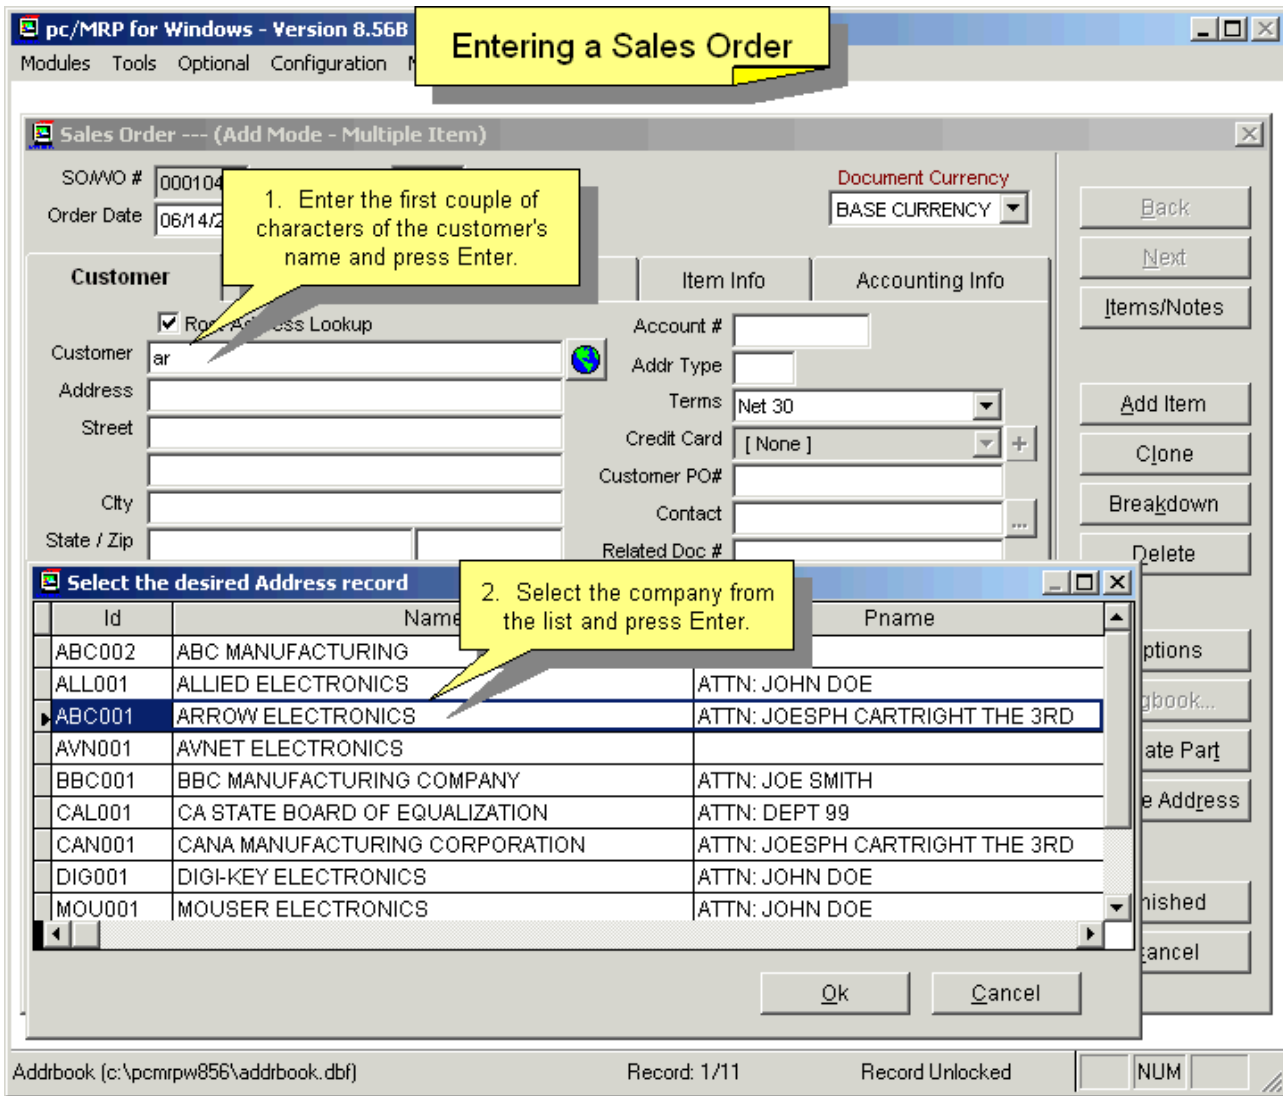 pc/MRP for Windows - Version 8.56B
Entering a Sales Order
Modules Tools Optional Configuration
Sales Order --- (Add Mode - Multiple Item)
SO/WO # 000104
Order Date 06/14/2
1. Enter the first couple of
characters of the customer's
name and press Enter.
Document Currency
BASE CURRENCY
Back
Next
Items/Notes
Customer
Item Info
Accounting Info
Lookup
Customer ar
Address
Street
City
State / Zip
Account #
Addr Type
Terms Net 30
Credit Card [ None ] +
Customer PO#
Contact ...
Related Doc #
Add Item
Clone
Breakdown
Delete
Select the desired Address record
2. Select the company from
the list and press Enter.
Id Name Pname
ABC002 ABC MANUFACTURING
ALL001 ALLIED ELECTRONICS ATTN: JOHN DOE
ABC001 ARROW ELECTRONICS ATTN: JOESPH CARTRIGHT THE 3RD
AVN001 AVNET ELECTRONICS
BBC001 BBC MANUFACTURING COMPANY ATTN: JOE SMITH
CAL001 CA STATE BOARD OF EQUALIZATION ATTN: DEPT 99
CAN001 CANA MANUFACTURING CORPORATION ATTN: JOESPH CARTRIGHT THE 3RD
DIG001 DIGI-KEY ELECTRONICS ATTN: JOHN DOE
MOU001 MOUSER ELECTRONICS ATTN: JOHN DOE
ptions
gbook...
ate Part
e Address
nished
ancel
Ok
Cancel
Addrbook (c:\pcmrpw856\addrbook.dbf) Record: 1/11 Record Unlocked NUM